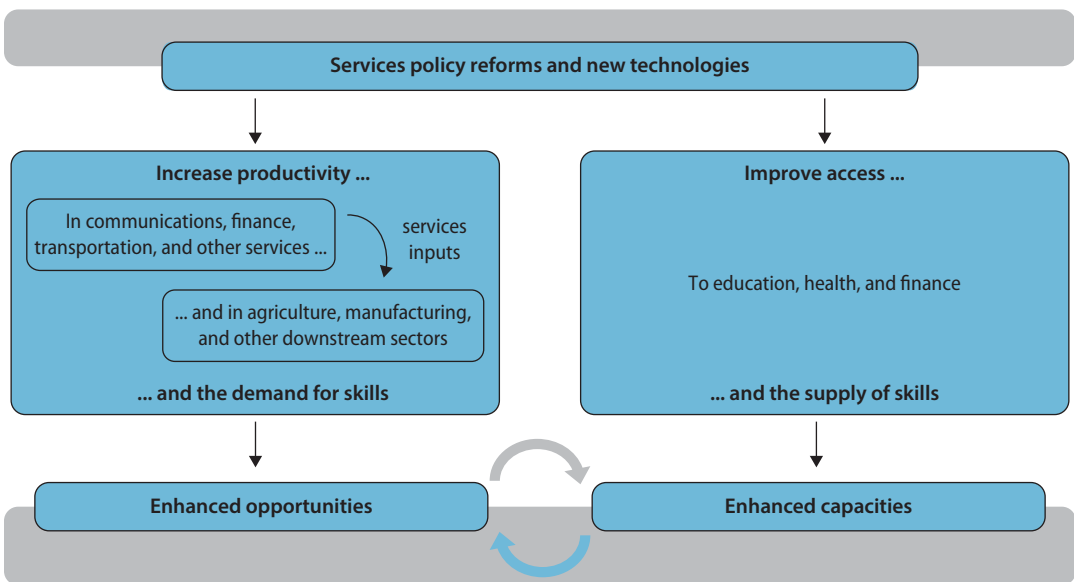 Services policy reforms and new technologies
Increase productivity ...
In communications, finance,
transportation, and other services ...
services
inputs
... and in agriculture, manufacturing,
and other downstream sectors
... and the demand for skills
Improve access ...
To education, health, and finance
... and the supply of skills
Enhanced opportunities
Enhanced capacities